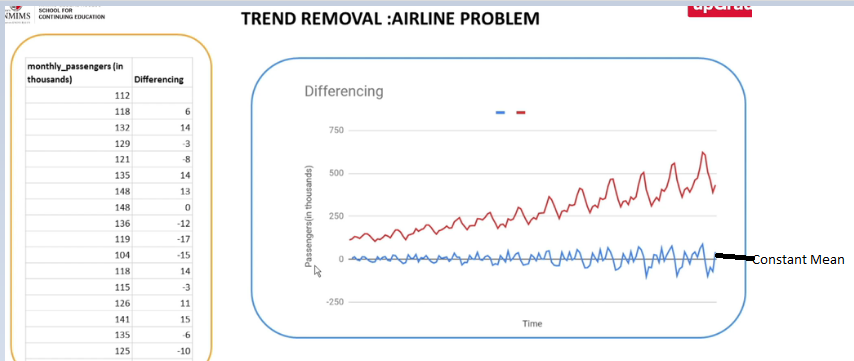 NMIMS
SCHOOL FOR
CONTINUING EDUCATION
TREND REMOVAL :AIRLINE PROBLEM
upGrad
monthly_passengers (in
thousands) Differencing
112
118 6
132 14
129 -3
121 -8
135 14
148 13
148 0
136 -12
119 -17
104 -15
118 14
115 -3
126 11
141 15
135 -6
125 -10
Differencing
750
500
250
0
-250
Passengers(in thousands)
Time
Constant Mean